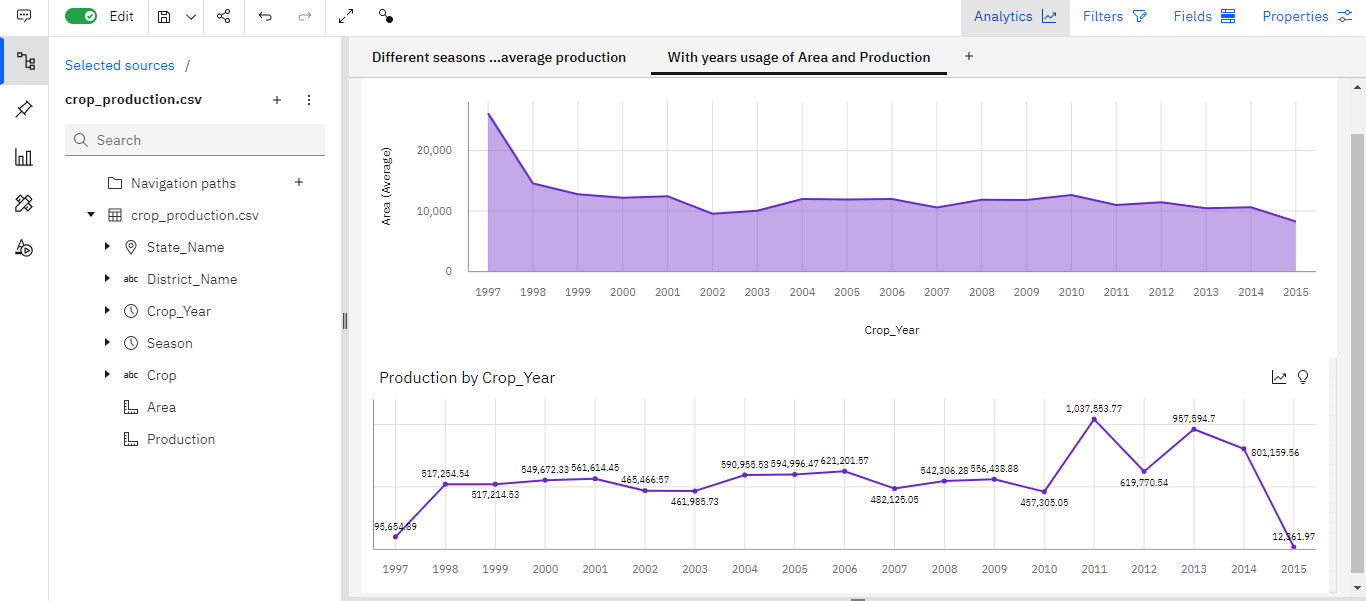 Edit
Analytics
Filters
Fields
Properties
Selected sources /
crop_production.csv
Search
Navigation paths
crop_production.csv
State_Name
abc District_Name
Crop_Year
Season
abc Crop
Area
Production
Different seasons ...average production
With years usage of Area and Production
Area (Average)
20,000
10,000
0
1997 1998 1999 2000 2001 2002 2003 2004 2005 2006 2007 2008 2009 2010 2011 2012 2013 2014 2015
Crop_Year
Production by Crop_Year
95,654.89
517,254.54
517,214.53
549,672.33
561,614.45
465,466.57
461,985.73
590,955.53
594,996.47
621,201.57
482,125.05
542,306.28
556,438.88
457,305.05
1,037,553.77
619,770.54
957,594.7
801,159.56
12,361.97
1997 1998 1999 2000 2001 2002 2003 2004 2005 2006 2007 2008 2009 2010 2011 2012 2013 2014 2015